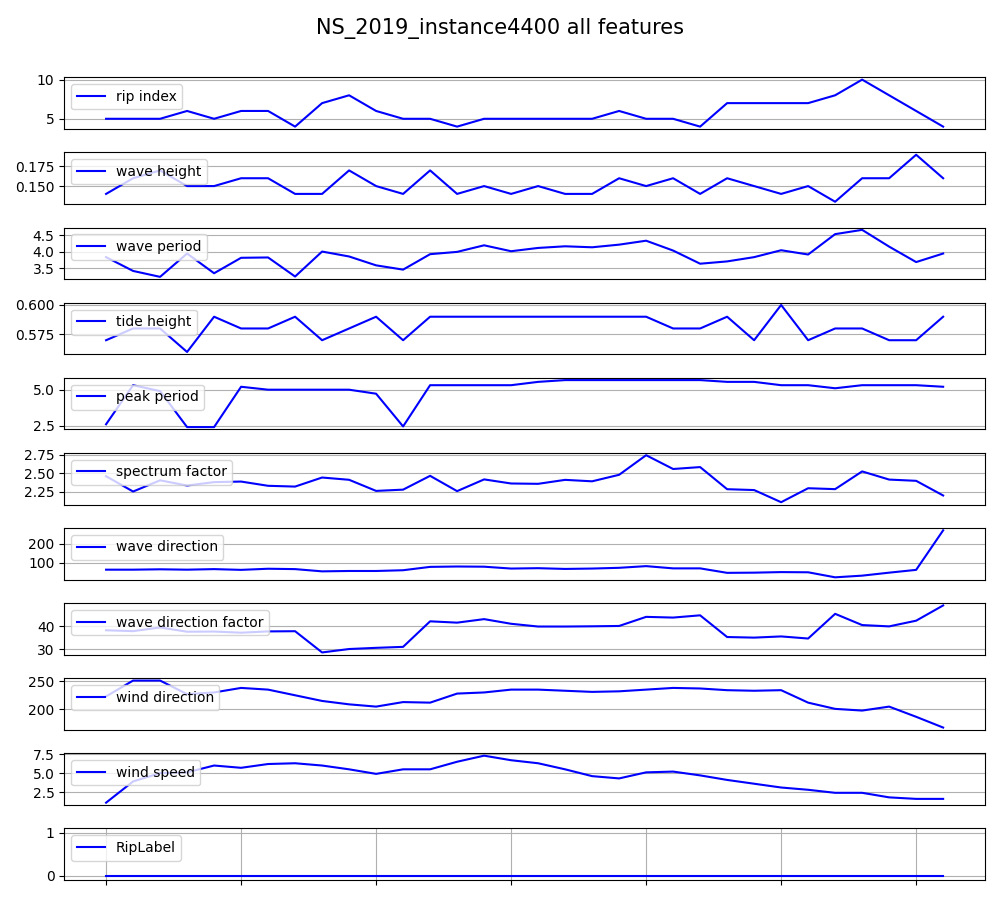 NS_2019_instance4400 all features
10
5
rip index
0.175
0.150
wave height
4.5
4.0
3.5
wave period
0.600
0.575
tide height
5.0
2.5
peak period
2.75
2.50
2.25
spectrum factor
200
100
wave direction
40
30
wave direction factor
250
200
wind direction
7.5
5.0
2.5
wind speed
1
0
RipLabel